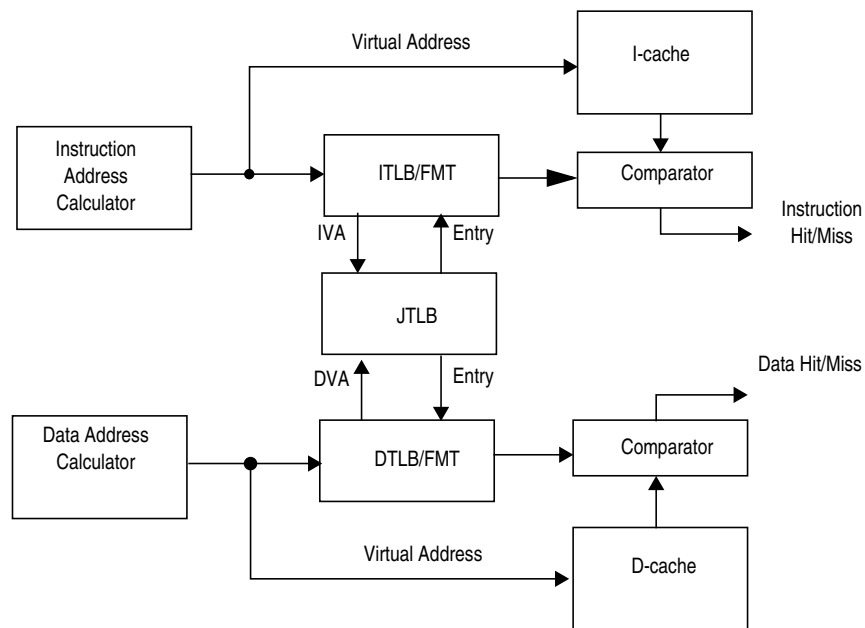 Virtual Address
I-cache
Instruction
Address
Calculator
ITLB/FMT
Comparator
Instruction
Hit/Miss
IVA
Entry
JTLB
DVA
Entry
Data Hit/Miss
Data Address
Calculator
DTLB/FMT
Comparator
Virtual Address
D-cache